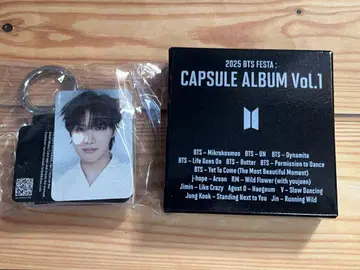 2025 BTS FESTA :
CAPSULE ALBUM Vol.1
BTS – Mikrokosmos BTS – ON BTS – Dynamite
BTS – Life Goes On BTS – Butter BTS – Permission to Dance
BTS – Yet To Come (The Most Beautiful Moment)
j-hope – Arson RM – Wild Flower (with youjeen)
Jimin – Like Crazy Agust D – Haegeum V – Slow Dancing
Jung Kook – Standing Next to You Jin – Running Wild